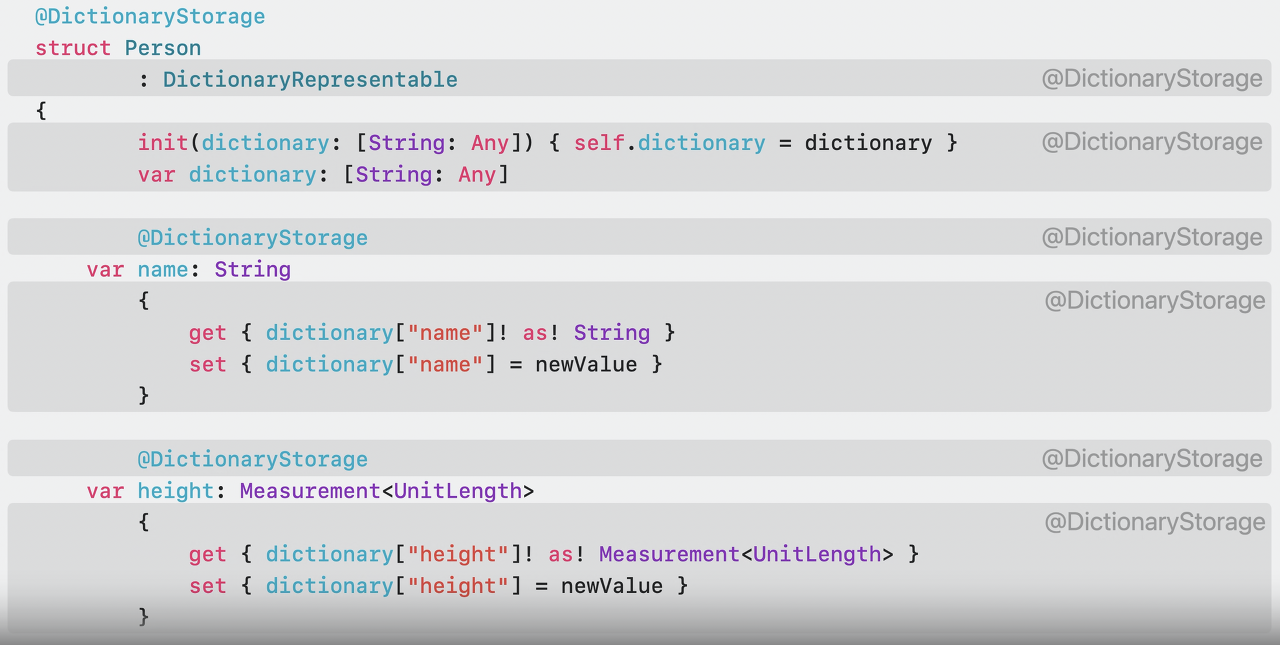 @DictionaryStorage
struct Person
: DictionaryRepresentable @DictionaryStorage
{
init(dictionary: [String: Any]) { self.dictionary = dictionary } @DictionaryStorage
var dictionary: [String: Any]
@DictionaryStorage @DictionaryStorage
var name: String
{ @DictionaryStorage
get { dictionary["name"]! as! String }
set { dictionary["name"] = newValue }
}
@DictionaryStorage @DictionaryStorage
var height: Measurement<UnitLength>
{ @DictionaryStorage
get { dictionary["height"]! as! Measurement<UnitLength> }
set { dictionary["height"] = newValue }
}